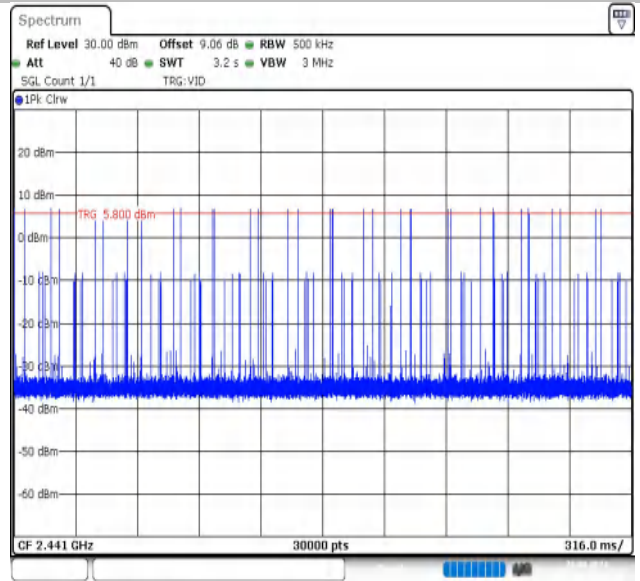 Spectrum
Ref Level 30.00 dBm Offset 9.06 dB RBW 500 kHz
Att 40 dB SWT 3.2 s VBW 3 MHz
SGL Count 1/1 TRG:VID
1Pk Clrw
20 dBm
10 dBm
TRG 5.800 dBm
0 dBm
-10 dBm
-20 dBm
-30 dBm
-40 dBm
-50 dBm
-60 dBm
CF 2.441 GHz 30000 pts 316.0 ms/